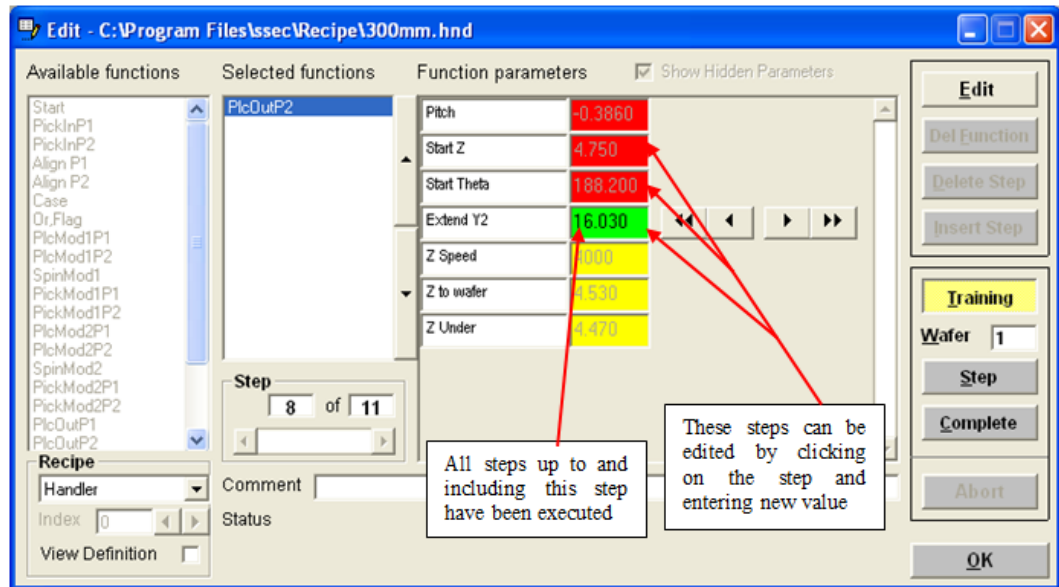 Edit - C:\Program Files\ssec\Recipe\300mm.hnd
Available functions
Start
PickInP1
PickInP2
Align P1
Align P2
Case
Or,Flag
PlcMod1P1
PlcMod1P2
SpinMod1
PickMod1P1
PickMod1P2
PlcMod2P1
PlcMod2P2
SpinMod2
PickMod2P1
PickMod2P2
PlcOutP1
PlcOutP2
Recipe
Handler
Index 0
View Definition
Selected functions
PlcOutP2
Step
8 of 11
Comment
Status
Function parameters
Show Hidden Parameters
Pitch -0.3860
Start Z 4.750
Start Theta 188.200
Extend Y2 16.030
Z Speed 4000
Z to wafer 4.530
Z Under 4.470
All steps up to and
including this step
have been executed
These steps can be
edited by clicking
on the step and
entering new value
Edit
Del Function
Delete Step
Insert Step
Training
Wafer 1
Step
Complete
Abort
OK